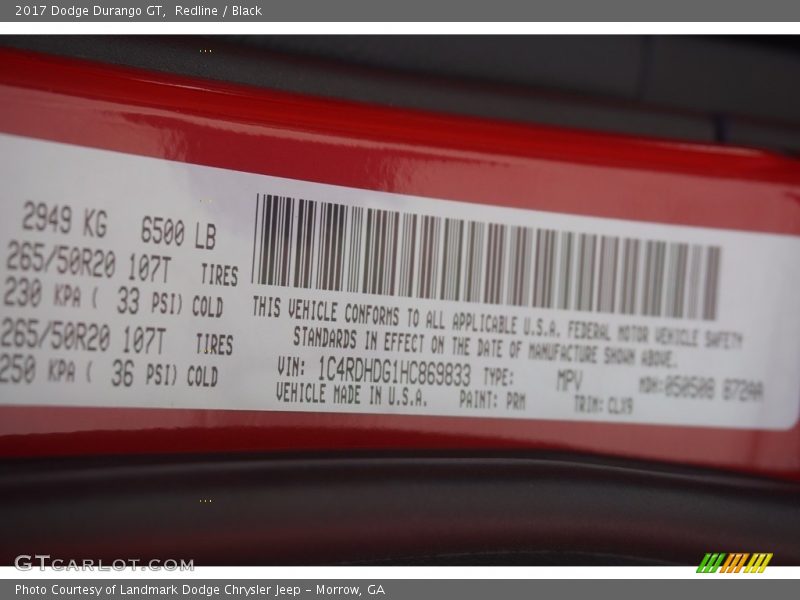 2017 Dodge Durango GT, Redline / Black
2949 KG 6500 LB
265/50R20 107T TIRES
230 KPA ( 33 PSI) COLD
265/50R20 107T TIRES
250 KPA ( 36 PSI) COLD
THIS VEHICLE CONFORMS TO ALL APPLICABLE U.S.A. FEDERAL MOTOR VEHICLE SAFETY
STANDARDS IN EFFECT ON THE DATE OF MANUFACTURE SHOWN ABOVE.
VIN: 1C4RDHDG1HC869833 TYPE: MPV MDH:050508
VEHICLE MADE IN U.S.A. PAINT: PRM TRIM: CLX9
GTCARLOT.COM
Photo Courtesy of Landmark Dodge Chrysler Jeep - Morrow, GA